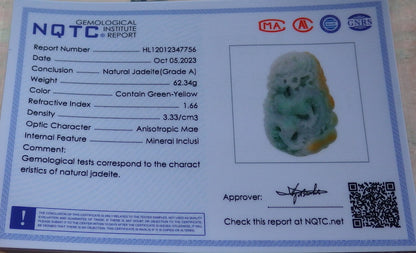 NQTC GEMOLOGICAL INSTITUTE REPORT
MA
GNBS
Report Number HL12012347756
Date Oct 05,2023
Conclusion Natural Jadeite(Grade A)
Weight 62.34g
Color Contain Green-Yellow
Refractive Index 1.66
Density 3.33/cm3
Optic Character Anisotropic Mae
Internal Feature Mineral Inclusi
Comment:
Gemological tests correspond to the charact
eristics of natural jadeite.
Approver:
Check this report at NQTC.net